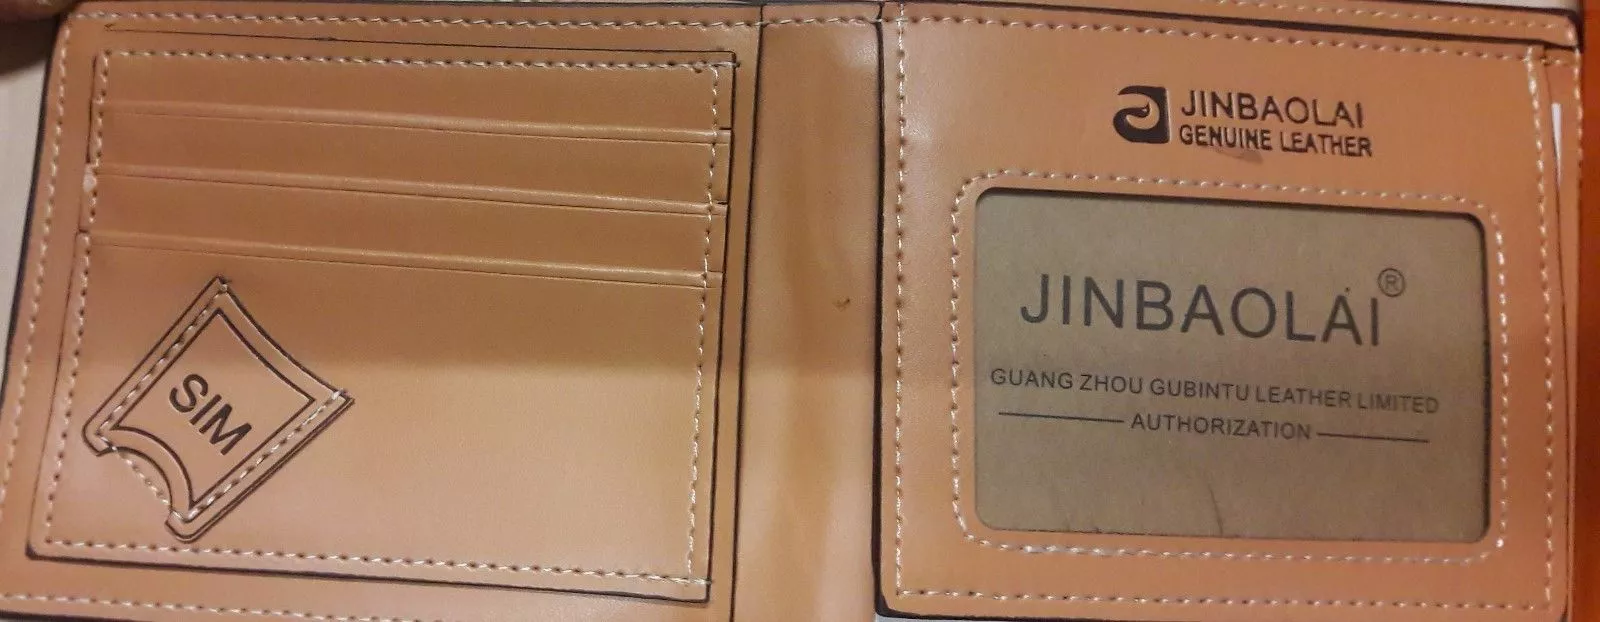 SIM
JINBAOLAI
GENUINE LEATHER
JINBAOLAI®
GUANG ZHOU GUBINTU LEATHER LIMITED
AUTHORIZATION